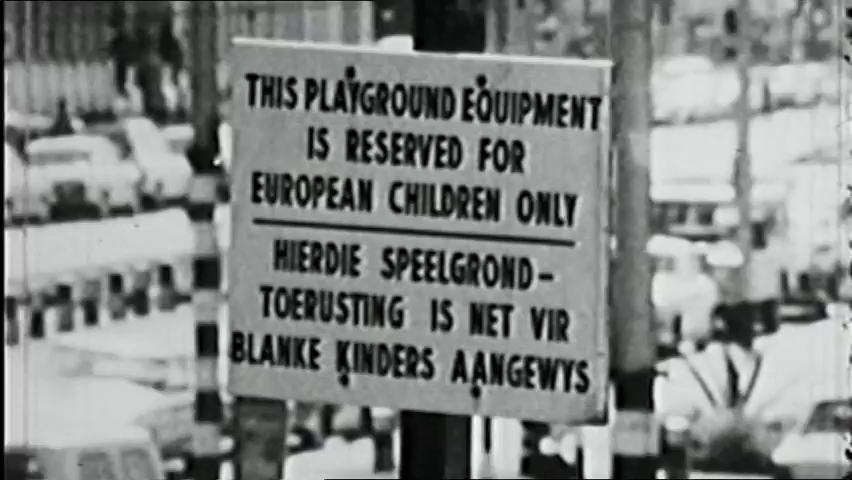 THIS PLAYGROUND EQUIPMENT
IS RESERVED FOR
EUROPEAN CHILDREN ONLY
HIERDIE SPEELGROND-
TOERUSTING IS NET VIR
BLANKE KINDERS AANGEWYS